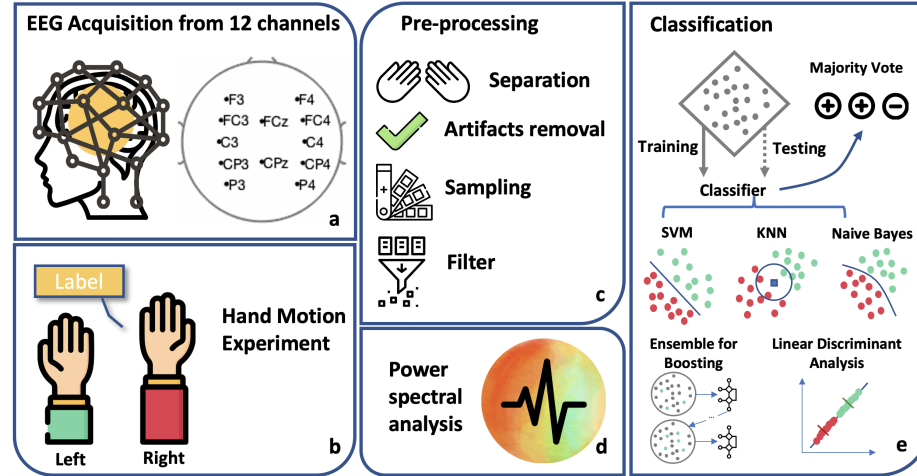 EEG Acquisition from 12 channels
F3 F4
FC3 FCz FC4
C3 C4
CP3 CPz CP4
P3 P4
a
Label
Hand Motion
Experiment
Left Right
b
Pre-processing
Separation
Artifacts removal
Sampling
Filter
c
Power
spectral
analysis
d
Classification
Majority Vote
Training Testing
Classifier
SVM KNN Naive Bayes
Ensemble for
Boosting
...
Linear Discriminant
Analysis
e